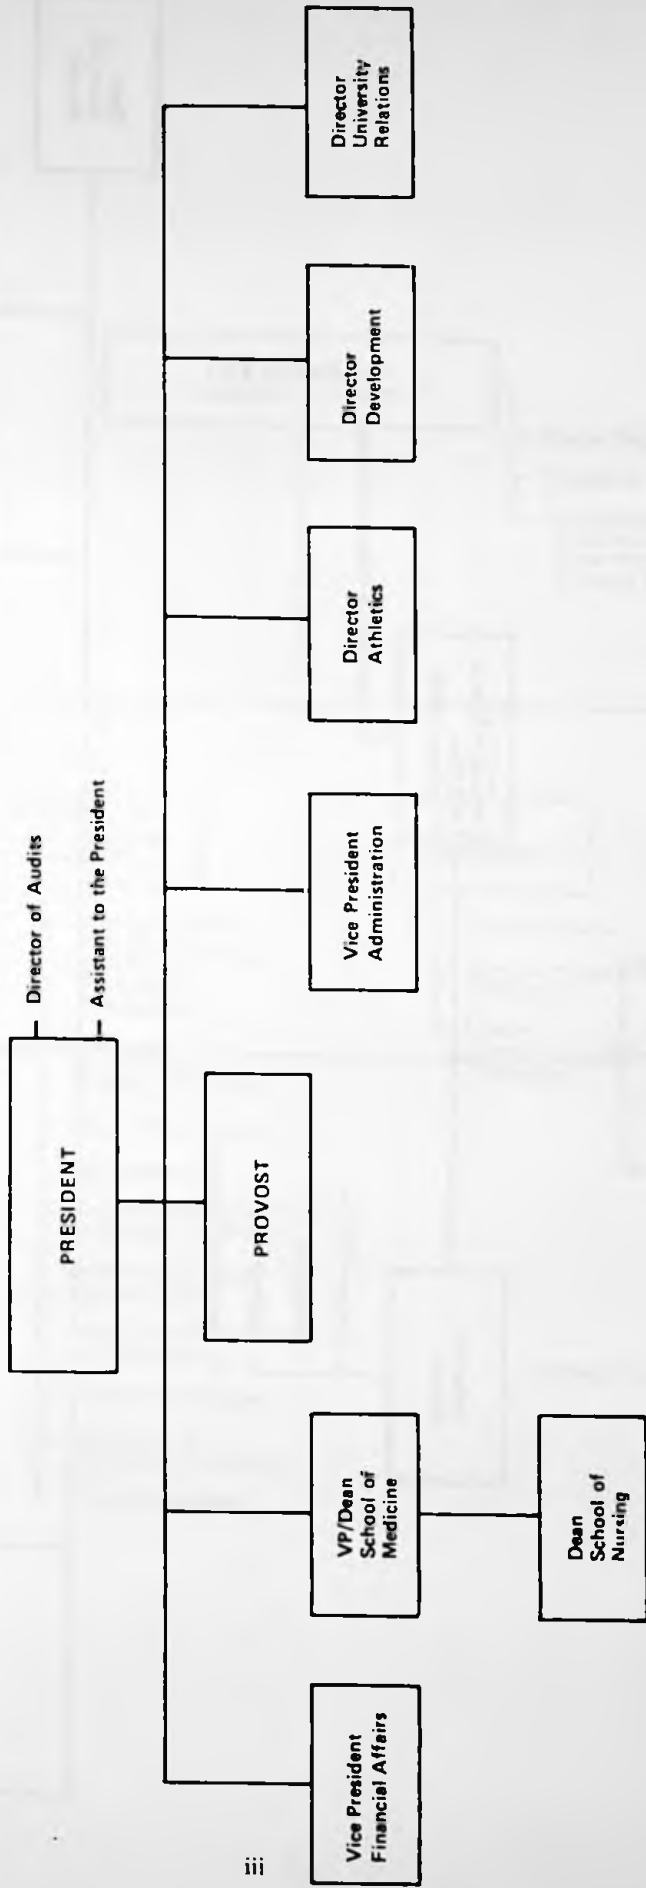 PRESIDENT
Director of Audits
Assistant to the President
PROVOST
Vice President
Financial Affairs
VP/Dean
School of
Medicine
Vice President
Administration
Director
Athletics
Director
Development
Director
University
Relations
Dean
School of
Nursing
iii